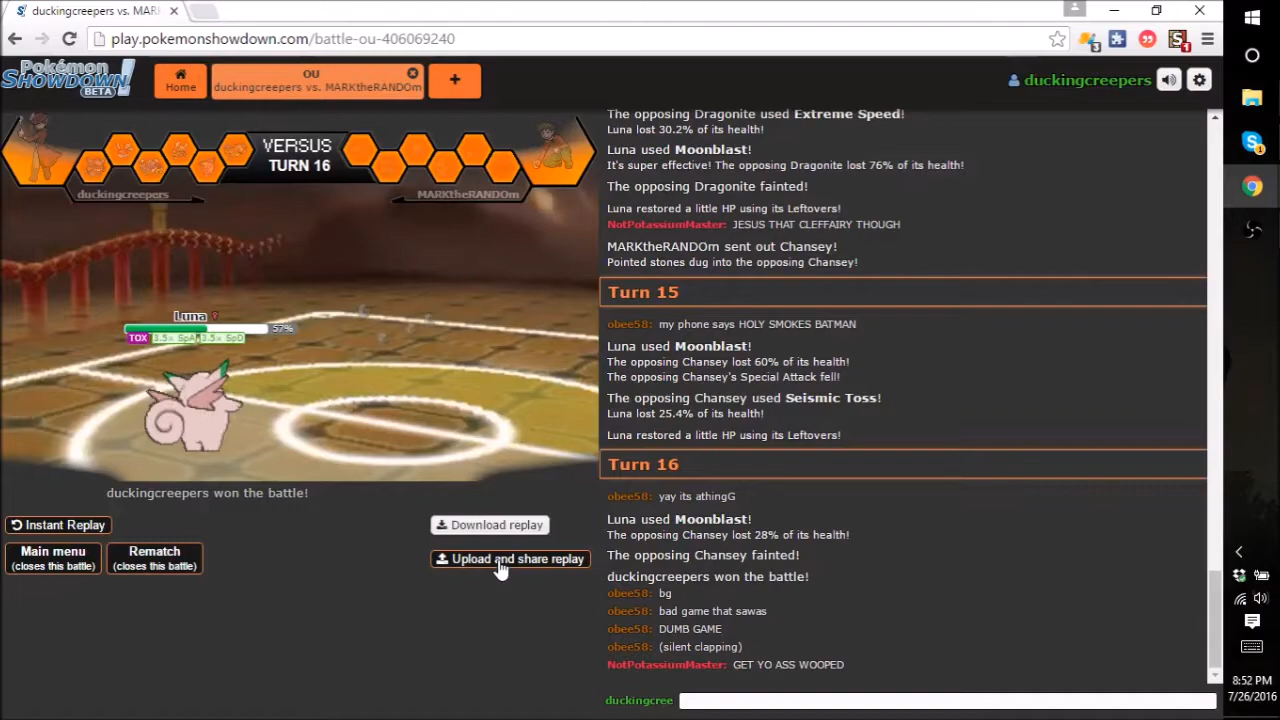 duckingcreepers vs. MAR
play.pokemonshowdown.com/battle-ou-406069240
3
1
Pokémon
SHOWDOWN!
BETA
Home
OU
duckingcreepers vs. MARKtheRANDOm
+
duckingcreepers
VERSUS
TURN 16
duckingcreepers
MARKtheRANDOm
Luna
57%
TOX 3.5× SpA 3.5× SpD
duckingcreepers won the battle!
Instant Replay
Download replay
Main menu
(closes this battle)
Rematch
(closes this battle)
Upload and share replay
The opposing Dragonite used Extreme Speed!
Luna lost 30.2% of its health!
Luna used Moonblast!
It's super effective! The opposing Dragonite lost 76% of its health!
The opposing Dragonite fainted!
Luna restored a little HP using its Leftovers!
NotPotassiumMaster: JESUS THAT CLEFFAIRY THOUGH
MARKtheRANDOm sent out Chansey!
Pointed stones dug into the opposing Chansey!
Turn 15
obee58: my phone says HOLY SMOKES BATMAN
Luna used Moonblast!
The opposing Chansey lost 60% of its health!
The opposing Chansey's Special Attack fell!
The opposing Chansey used Seismic Toss!
Luna lost 25.4% of its health!
Luna restored a little HP using its Leftovers!
Turn 16
obee58: yay its athingG
Luna used Moonblast!
The opposing Chansey lost 28% of its health!
The opposing Chansey fainted!
duckingcreepers won the battle!
obee58: bg
obee58: bad game that sawas
obee58: DUMB GAME
obee58: (silent clapping)
NotPotassiumMaster: GET YO ASS WOOPED
duckingcree
8:52 PM
7/26/2016